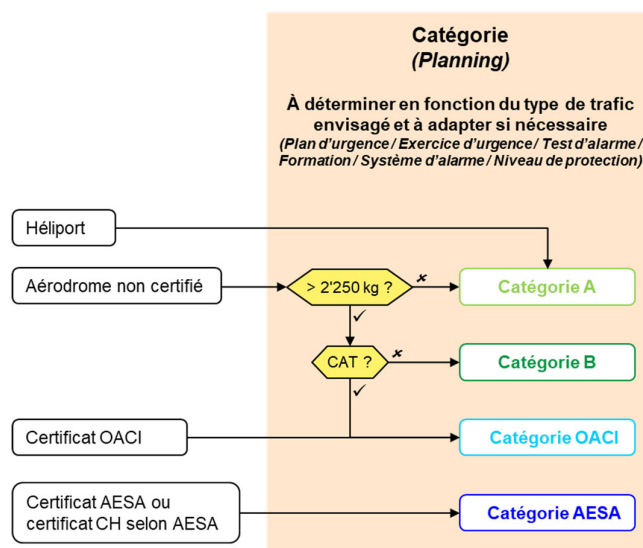 Catégorie
(Planning)
À déterminer en fonction du type de trafic
envisagé et à adapter si nécessaire
(Plan d'urgence / Exercice d'urgence / Test d'alarme /
Formation / Système d'alarme / Niveau de protection)
Héliport
Aérodrome non certifié
> 2'250 kg ?
✗
Catégorie A
✓
CAT ?
✗
Catégorie B
✓
Certificat OACI
Catégorie OACI
Certificat AESA ou
certificat CH selon AESA
Catégorie AESA